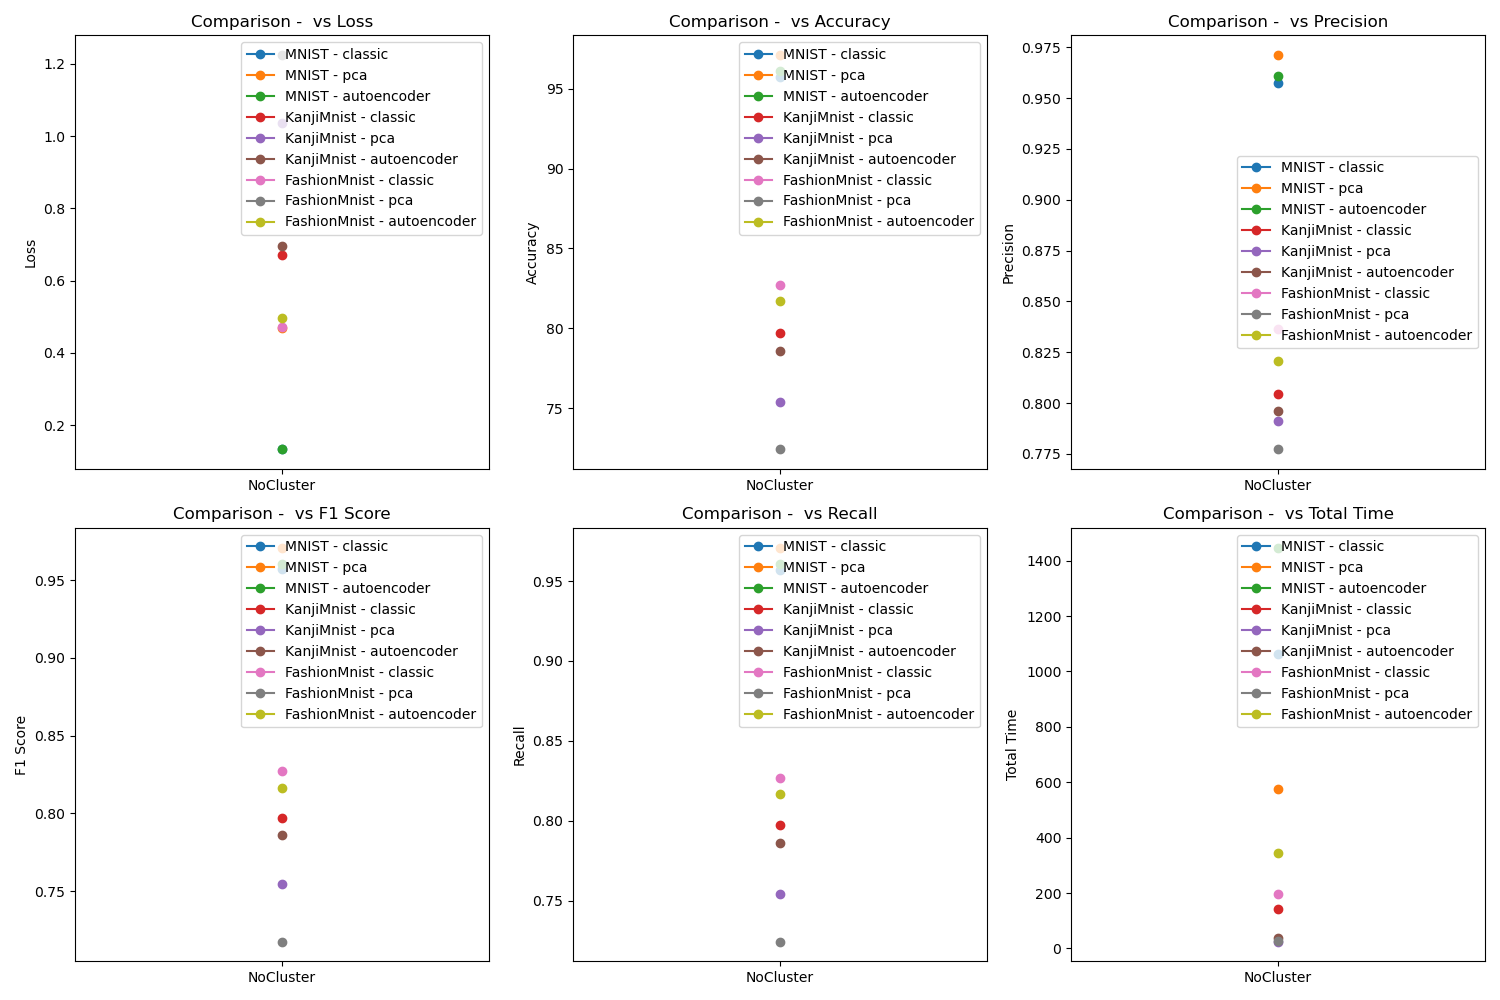 Comparison -  vs Loss
1.2
1.0
0.8
0.6
0.4
0.2
Loss
NoCluster
MNIST - classic
MNIST - pca
MNIST - autoencoder
KanjiMnist - classic
KanjiMnist - pca
KanjiMnist - autoencoder
FashionMnist - classic
FashionMnist - pca
FashionMnist - autoencoder
Comparison -  vs Accuracy
95
90
85
80
75
Accuracy
NoCluster
MNIST - classic
MNIST - pca
MNIST - autoencoder
KanjiMnist - classic
KanjiMnist - pca
KanjiMnist - autoencoder
FashionMnist - classic
FashionMnist - pca
FashionMnist - autoencoder
Comparison -  vs Precision
0.975
0.950
0.925
0.900
0.875
0.850
0.825
0.800
0.775
Precision
NoCluster
MNIST - classic
MNIST - pca
MNIST - autoencoder
KanjiMnist - classic
KanjiMnist - pca
KanjiMnist - autoencoder
FashionMnist - classic
FashionMnist - pca
FashionMnist - autoencoder
Comparison -  vs F1 Score
0.95
0.90
0.85
0.80
0.75
F1 Score
NoCluster
MNIST - classic
MNIST - pca
MNIST - autoencoder
KanjiMnist - classic
KanjiMnist - pca
KanjiMnist - autoencoder
FashionMnist - classic
FashionMnist - pca
FashionMnist - autoencoder
Comparison -  vs Recall
0.95
0.90
0.85
0.80
0.75
Recall
NoCluster
MNIST - classic
MNIST - pca
MNIST - autoencoder
KanjiMnist - classic
KanjiMnist - pca
KanjiMnist - autoencoder
FashionMnist - classic
FashionMnist - pca
FashionMnist - autoencoder
Comparison -  vs Total Time
1400
1200
1000
800
600
400
200
0
Total Time
NoCluster
MNIST - classic
MNIST - pca
MNIST - autoencoder
KanjiMnist - classic
KanjiMnist - pca
KanjiMnist - autoencoder
FashionMnist - classic
FashionMnist - pca
FashionMnist - autoencoder